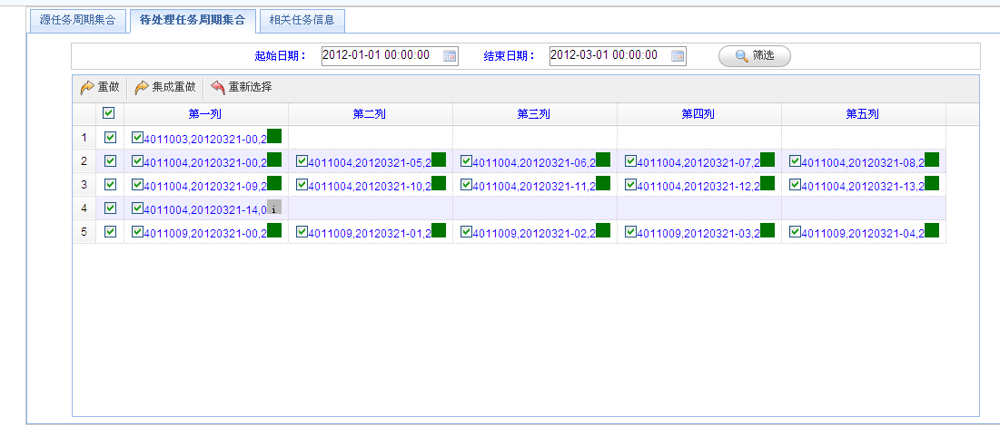 源任务周期集合 待处理任务周期集合 相关任务信息
起始日期： 2012-01-01 00:00:00 结束日期： 2012-03-01 00:00:00 筛选
重做 集成重做 重新选择
第一列 第二列 第三列 第四列 第五列
1 4011003,20120321-00,2
2 4011004,20120321-00,2 4011004,20120321-05,2 4011004,20120321-06,2 4011004,20120321-07,2 4011004,20120321-08,2
3 4011004,20120321-09,2 4011004,20120321-10,2 4011004,20120321-11,2 4011004,20120321-12,2 4011004,20120321-13,2
4 4011004,20120321-14,0 i
5 4011009,20120321-00,2 4011009,20120321-01,2 4011009,20120321-02,2 4011009,20120321-03,2 4011009,20120321-04,2